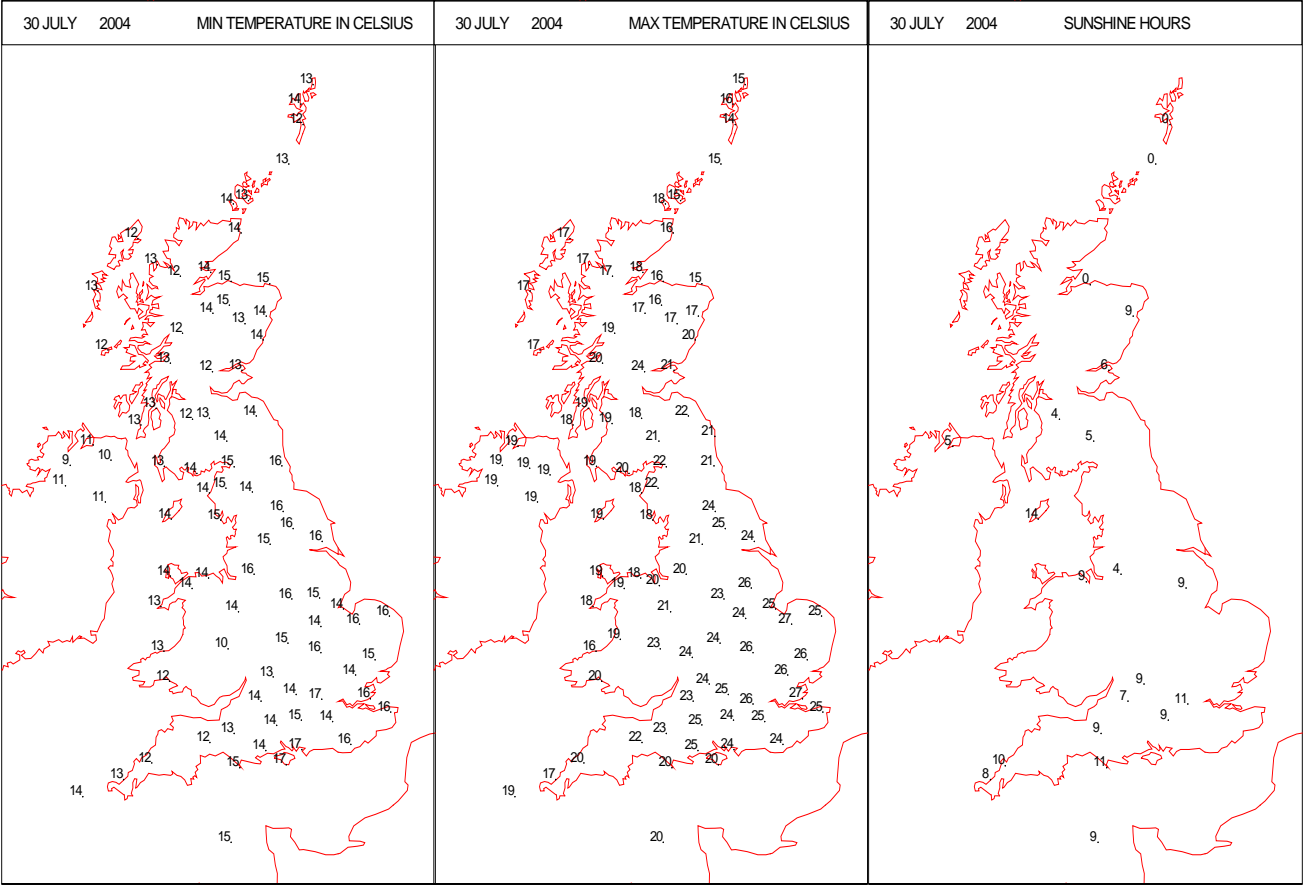 30 JULY 2004 MIN TEMPERATURE IN CELSIUS
13.
14.
12.
13.
14. 13.
14.
12.
13. 12. 14.
13. 15. 15.
14. 15. 13. 14.
12. 14.
12.
13. 12. 13.
13. 12. 13. 14.
13.
11. 14.
9. 10. 13. 14. 15. 16.
11. 11. 14. 15. 14.
14. 15. 16.
16.
15. 16.
14. 14. 14. 16.
13. 14. 16. 15. 14. 16.
14. 16.
13. 10. 15. 16. 15.
12. 13. 14.
14. 14. 17. 16.
16.
12. 13. 14. 15. 14.
14. 17. 16.
12. 15. 17.
13.
14.
15.
30 JULY 2004 MAX TEMPERATURE IN CELSIUS
15.
16.
14.
15.
18. 15.
16.
17.
17. 17. 18.
17. 16. 15.
17. 16. 17. 17.
19. 20.
17.
20. 24. 21.
19. 18. 22.
18. 19.
19. 21. 21.
19. 19. 19. 19. 20. 22. 21.
19. 19. 18. 22.
19. 18. 24.
25.
21. 24.
19. 19. 18. 20. 20. 26.
18. 21. 23. 25. 25.
24. 27.
16. 19. 23. 24. 24. 26. 26.
20. 24. 26.
23. 25. 26. 27.
25.
22. 23. 25. 24. 25.
25. 24. 24.
20. 20. 20.
17.
19.
20.
30 JULY 2004 SUNSHINE HOURS
0.
0.
0.
9.
6.
4.
5. 5.
14.
9. 4. 9.
9.
7. 11.
9. 9.
10. 11.
8.
9.